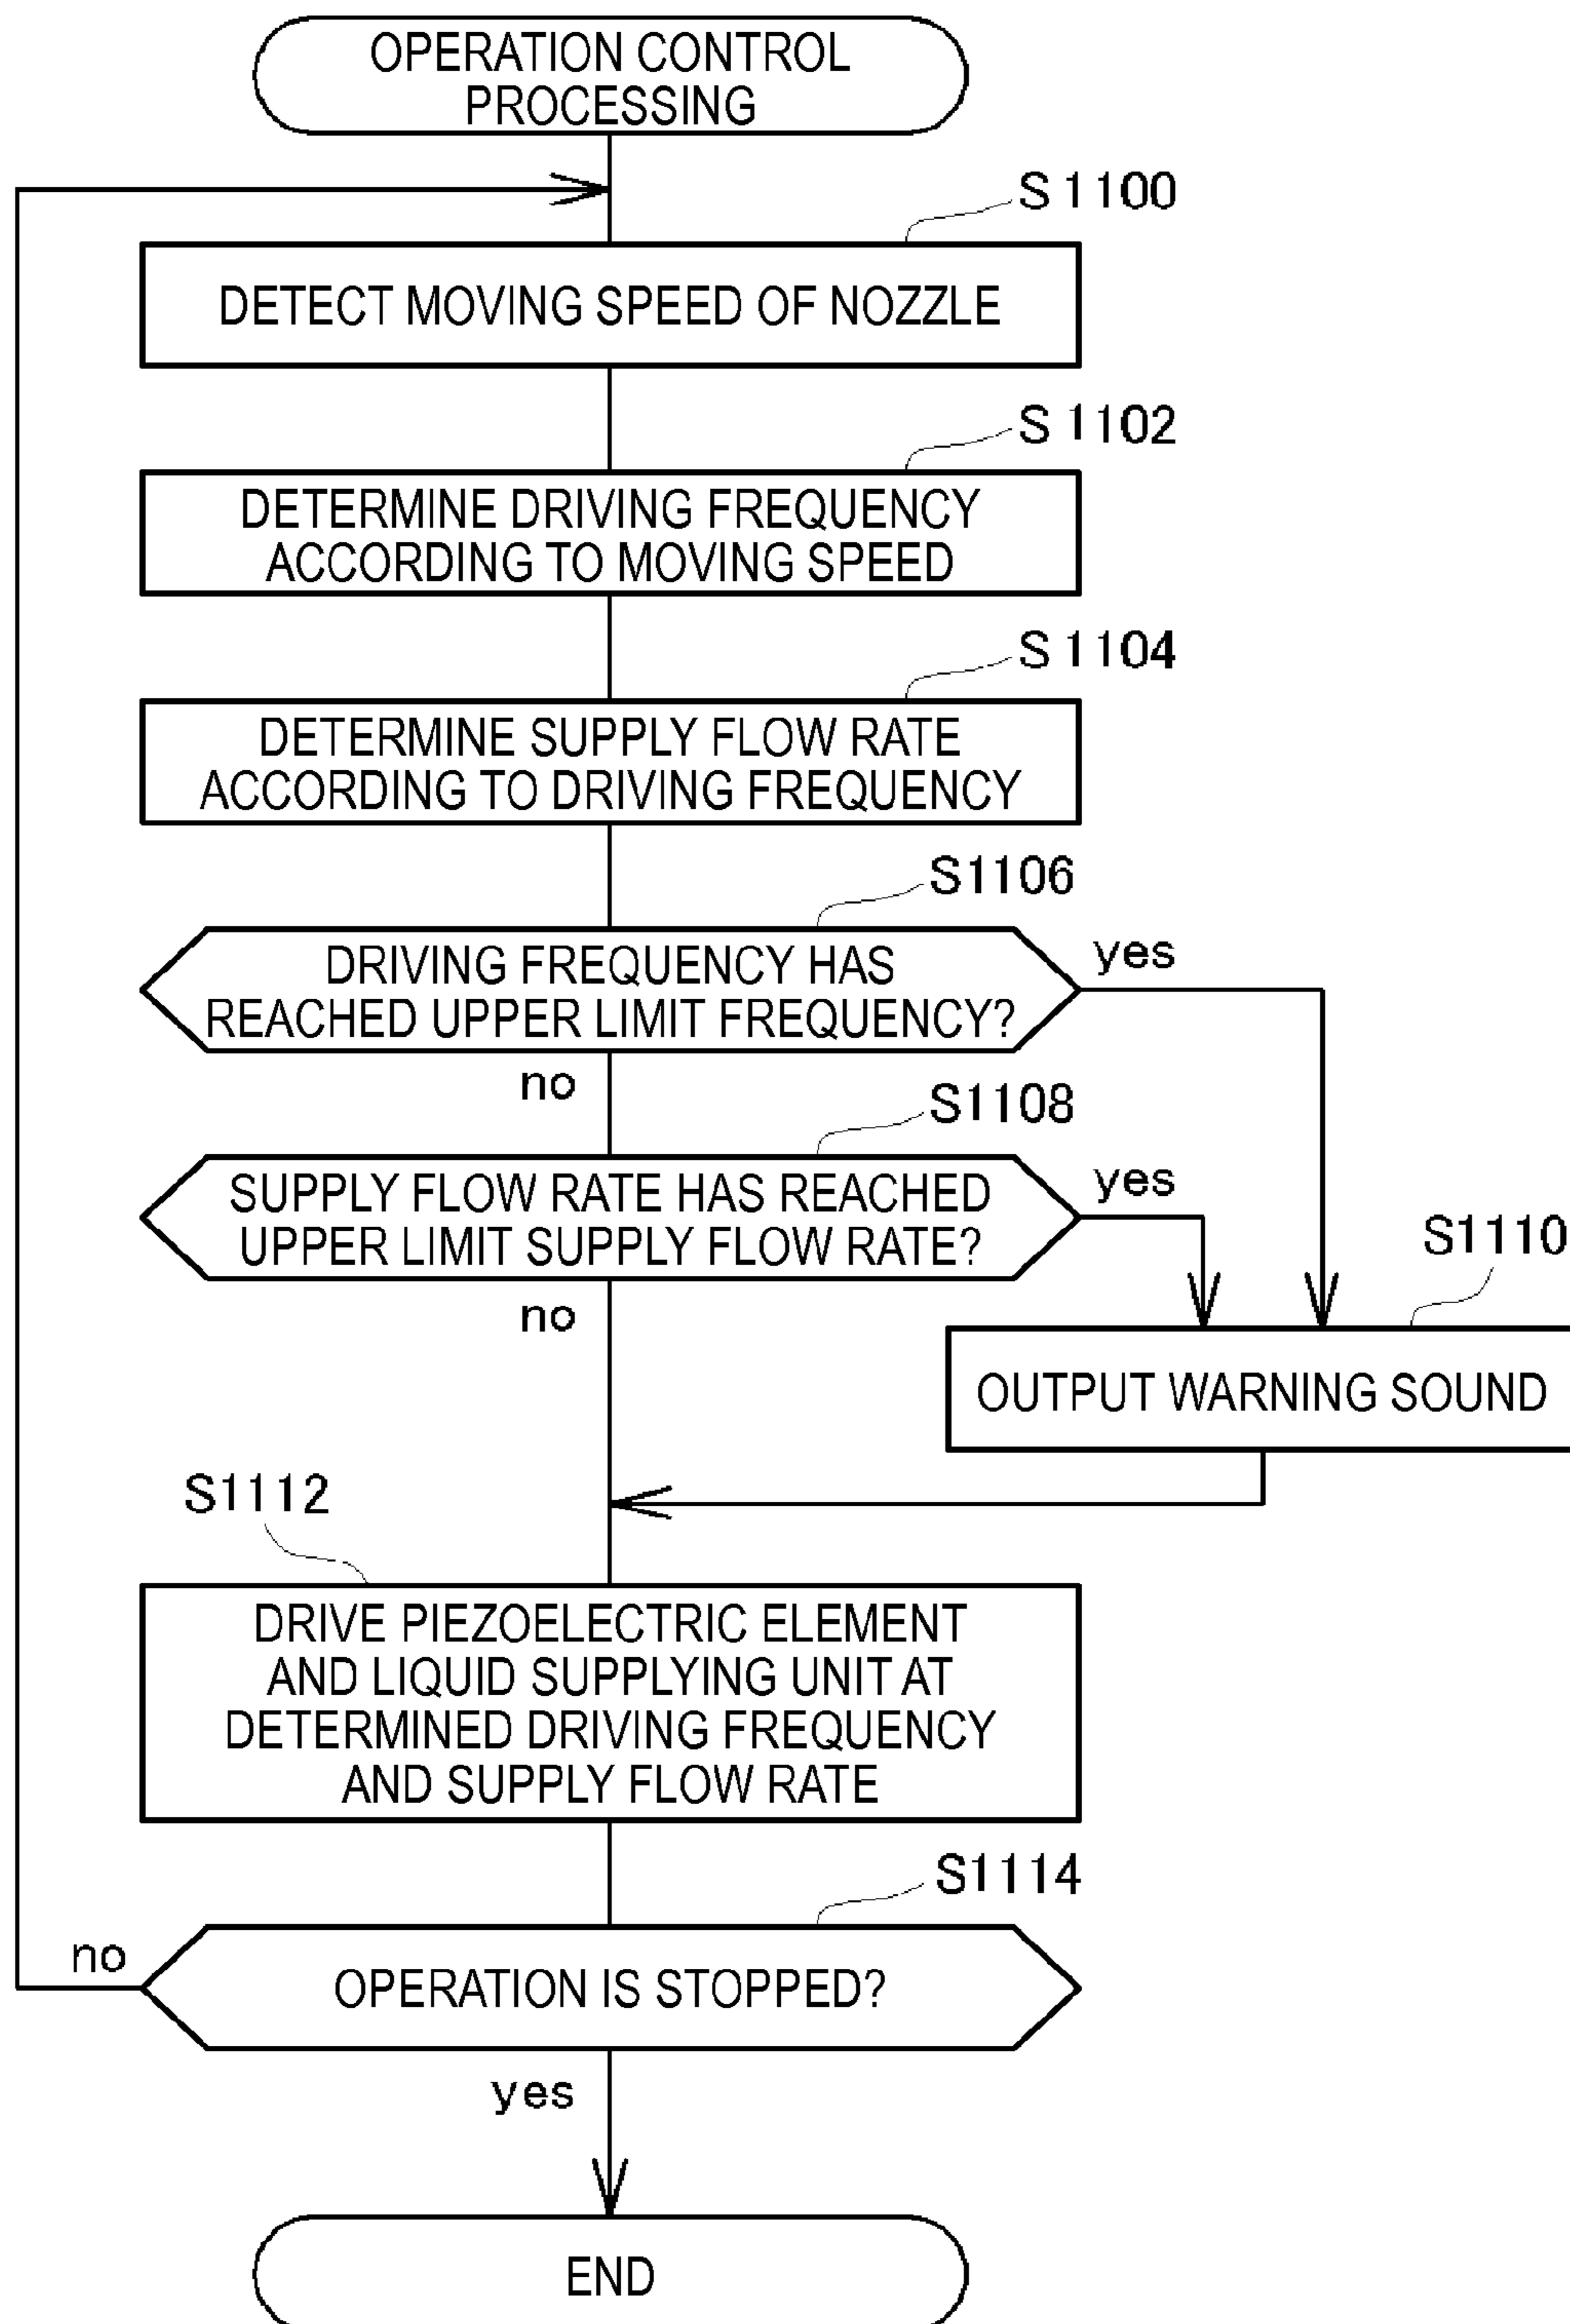 OPERATION CONTROL
PROCESSING
S1100
DETECT MOVING SPEED OF NOZZLE
S1102
DETERMINE DRIVING FREQUENCY
ACCORDING TO MOVING SPEED
S1104
DETERMINE SUPPLY FLOW RATE
ACCORDING TO DRIVING FREQUENCY
S1106
DRIVING FREQUENCY HAS
REACHED UPPER LIMIT FREQUENCY?
yes
no
S1108
SUPPLY FLOW RATE HAS REACHED
UPPER LIMIT SUPPLY FLOW RATE?
yes
no
S1110
OUTPUT WARNING SOUND
S1112
DRIVE PIEZOELECTRIC ELEMENT
AND LIQUID SUPPLYING UNIT AT
DETERMINED DRIVING FREQUENCY
AND SUPPLY FLOW RATE
S1114
no
OPERATION IS STOPPED?
yes
END